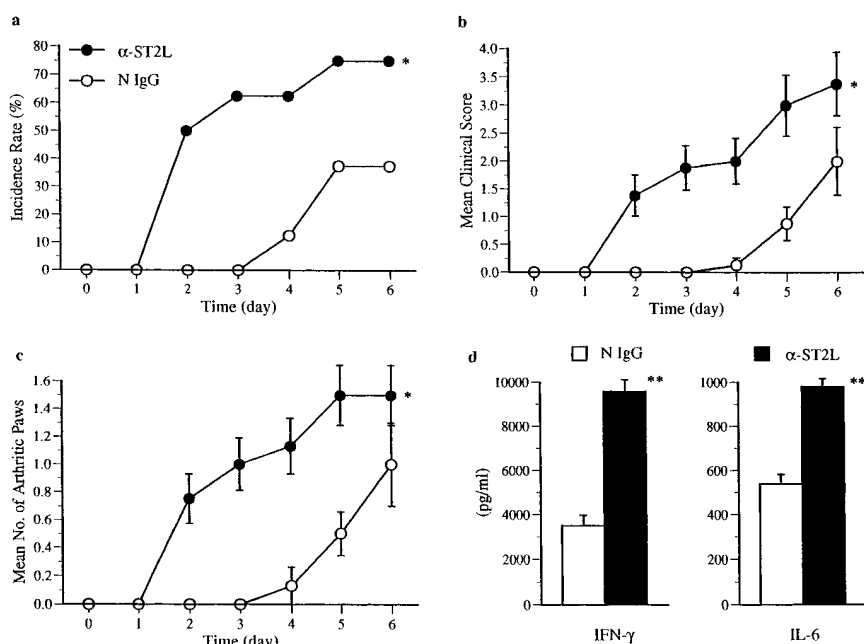 a
α-ST2L
N IgG
80
70
60
50
40
30
20
10
0
Incidence Rate (%)
*
0 1 2 3 4 5 6
Time (day)
b
4.0
3.5
3.0
2.5
2.0
1.5
1.0
0.5
0.0
Mean Clinical Score
*
0 1 2 3 4 5 6
Time (day)
c
1.6
1.4
1.2
1.0
0.8
0.6
0.4
0.2
0.0
Mean No. of Arthritic Paws
*
0 1 2 3 4 5 6
Time (day)
d
N IgG
α-ST2L
10000
8000
6000
4000
2000
0
(pg/ml)
**
IFN-γ
1000
800
600
400
200
0
**
IL-6